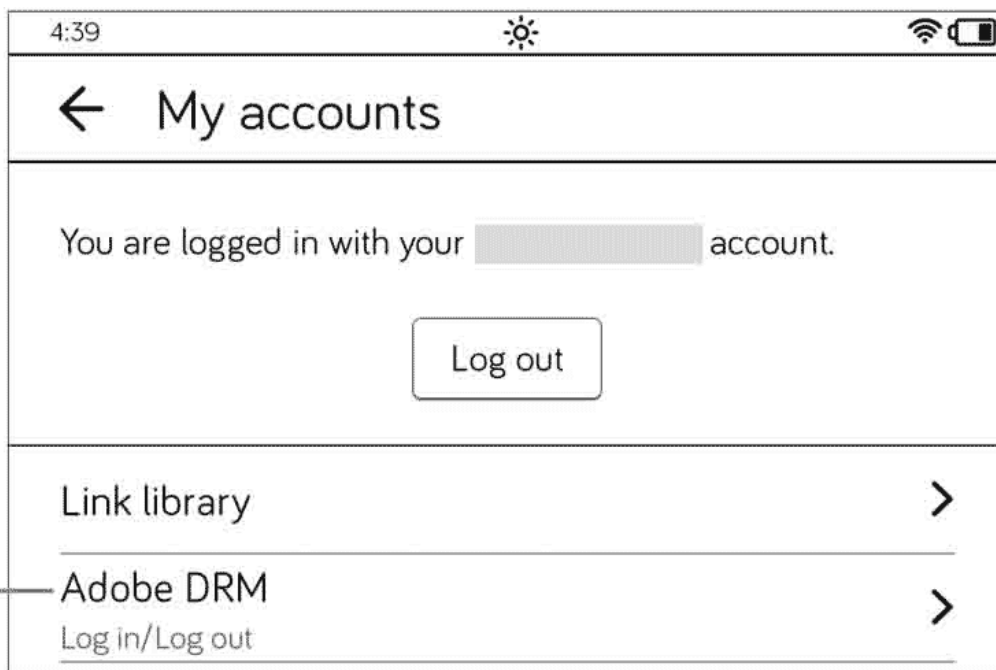 4:39
My accounts
You are logged in with your account.
Log out
Link library
Adobe DRM
Log in/Log out